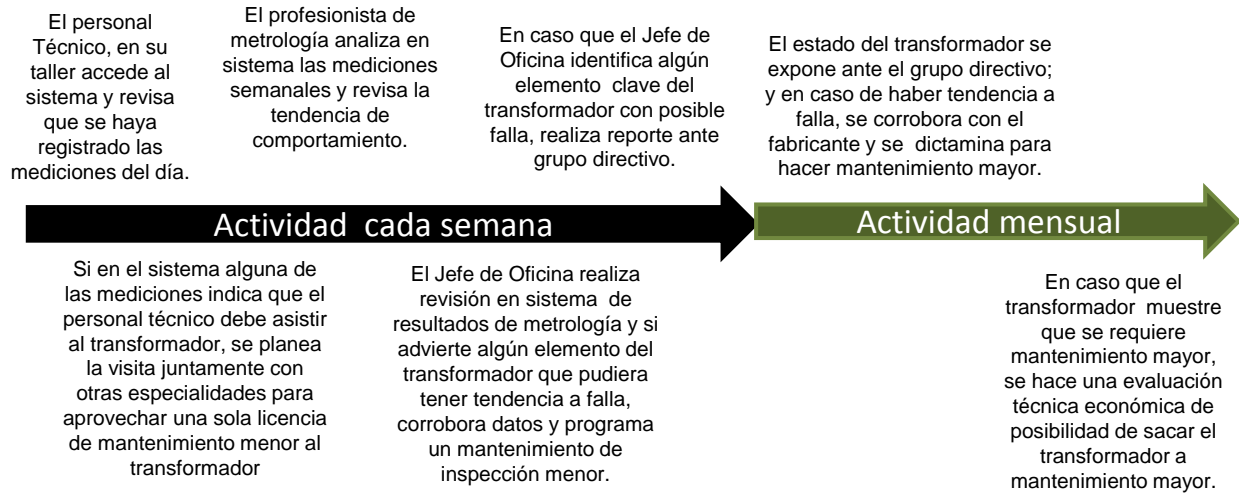 El personal
Técnico, en su
taller accede al
sistema y revisa
que se haya
registrado las
mediciones del día.
El profesionista de
metrología analiza en
sistema las mediciones
semanales y revisa la
tendencia de
comportamiento.
En caso que el Jefe de
Oficina identifica algún
elemento clave del
transformador con posible
falla, realiza reporte ante
grupo directivo.
El estado del transformador se
expone ante el grupo directivo;
y en caso de haber tendencia a
falla, se corrobora con el
fabricante y se dictamina para
hacer mantenimiento mayor.
Actividad cada semana
Actividad mensual
Si en el sistema alguna de
las mediciones indica que el
personal técnico debe asistir
al transformador, se planea
la visita juntamente con
otras especialidades para
aprovechar una sola licencia
de mantenimiento menor al
transformador
El Jefe de Oficina realiza
revisión en sistema de
resultados de metrología y si
advierte algún elemento del
transformador que pudiera
tener tendencia a falla,
corrobora datos y programa
un mantenimiento de
inspección menor.
En caso que el
transformador muestre
que se requiere
mantenimiento mayor,
se hace una evaluación
técnica económica de
posibilidad de sacar el
transformador a
mantenimiento mayor.